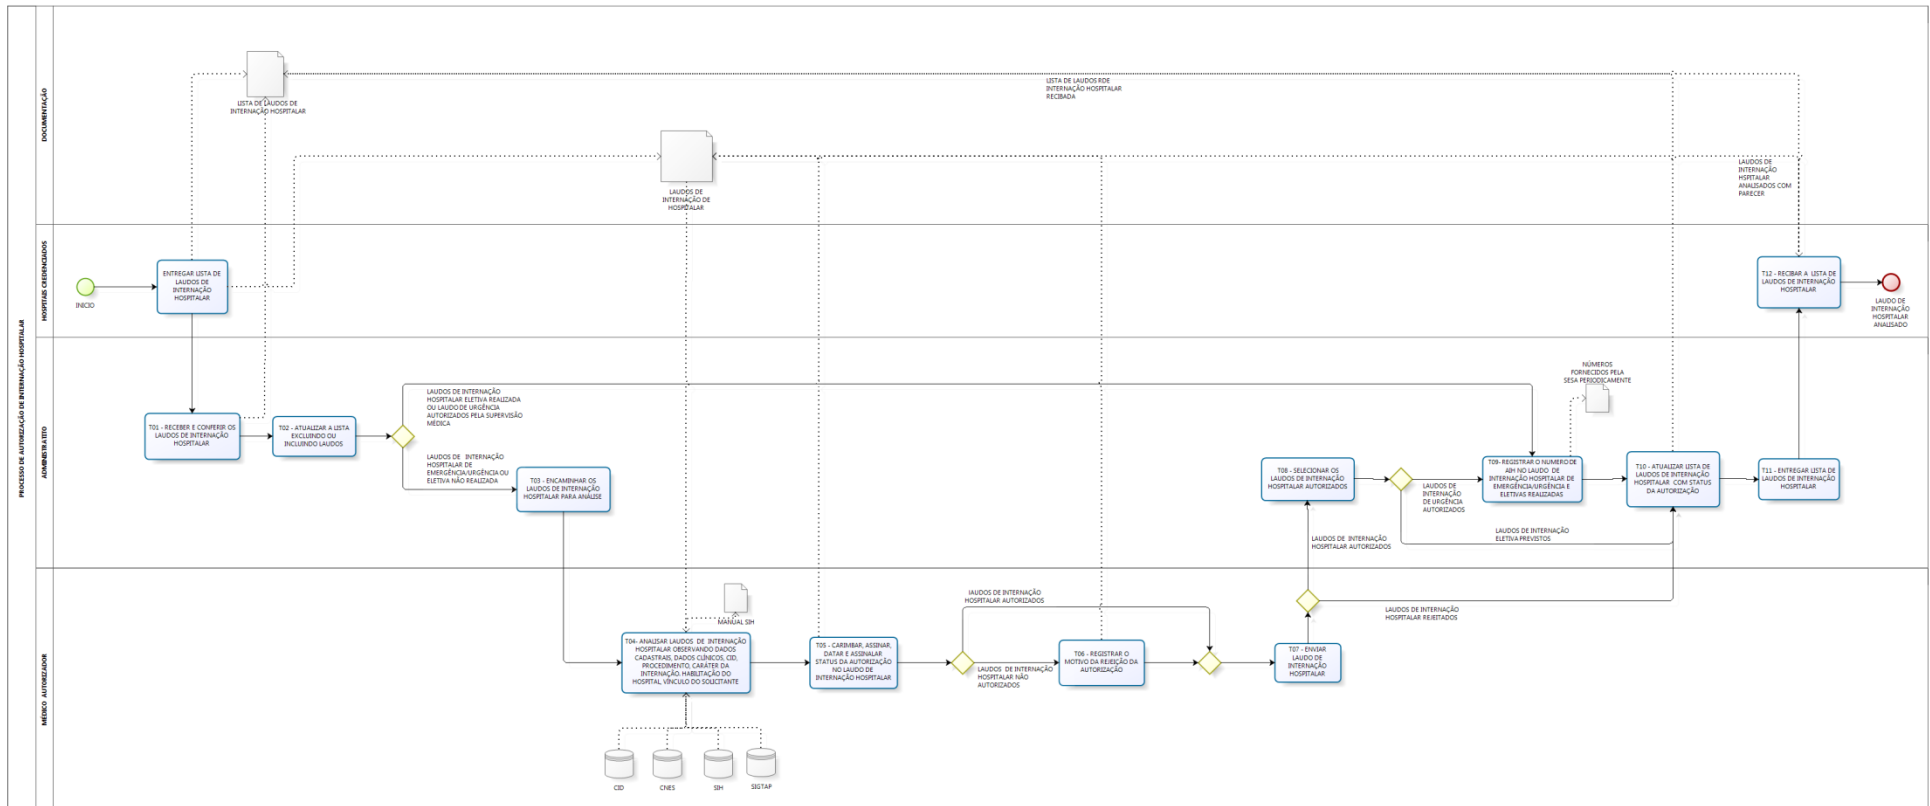 PROCESSO DE AUTORIZAÇÃO DE INTERNAÇÃO HOSPITALAR
DOCUMENTAÇÃO
LISTA DE LAUDOS DE
INTERNAÇÃO HOSPITALAR
LISTA DE LAUDOS RDE
INTERNAÇÃO HOSPITALAR
RECIBADA
LAUDOS DE
INTERNAÇÃO DE
HOSPITALAR
LAUDOS DE
INTERNAÇÃO
HSPITALAR
ANALISADOS COM
PARECER
HOSPITAIS CREDENCIADOS
INICIO
ENTREGAR LISTA DE
LAUDOS DE
INTERNAÇÃO
HOSPITALAR
T12 - RECIBAR A LISTA DE
LAUDOS DE INTERNAÇÃO
HOSPITALAR
LAUDO DE
INTERNAÇÃO
HOSPITALAR
ANALISADO
ADMINISTRATITO
T01 - RECEBER E CONFERIR OS
LAUDOS DE INTERNAÇÃO
HOSPITALAR
T02 - ATUALIZAR A LISTA
EXCLUINDO OU
INCLUINDO LAUDOS
LAUDOS DE INTERNAÇÃO
HOSPITALAR ELETIVA REALIZADA
OU LAUDO DE URGÊNCIA
AUTORIZADOS PELA SUPERVISÃO
MÉDICA
LAUDOS DE INTERNAÇÃO
HOSPITALAR DE
EMERGÊNCIA/URGÊNCIA OU
ELETIVA NÃO REALIZADA
T03 - ENCAMINHAR OS
LAUDOS DE INTERNAÇÃO
HOSPITALAR PARA ANÁLISE
T08 - SELECIONAR OS
LAUDOS DE INTERNAÇÃO
HOSPITALAR AUTORIZADOS
LAUDOS DE
INTERNAÇÃO
DE URGÊNCIA
AUTORIZADOS
LAUDOS DE INTERNAÇÃO
ELETIVA PREVISTOS
NÚMEROS
FORNECIDOS PELA
SESA PERIODICAMENTE
T09- REGISTRAR O NUMERO DE
AIH NO LAUDO DE
INTERNAÇÃO HOSPITALAR DE
EMERGÊNCIA/URGÊNCIA E
ELETIVAS REALIZADAS
T10 - ATUALIZAR LISTA DE
LAUDOS DE INTERNAÇÃO
HOSPITALAR COM STATUS
DA AUTORIZAÇÃO
T11 - ENTREGAR LISTA DE
LAUDOS DE INTERNAÇÃO
HOSPITALAR
LAUDOS DE INTERNAÇÃO
HOSPITALAR AUTORIZADOS
MÉDICO AUTORIZADOR
MANUAL SIH
T04- ANALISAR LAUDOS DE INTERNAÇÃO
HOSPITALAR OBSERVANDO DADOS
CADASTRAIS, DADOS CLÍNICOS, CID,
PROCEDIMENTO, CARATÉR DA
INTERNAÇÃO, HABILITAÇÃO DO
HOSPITAL, VÍNCULO DO SOLICITANTE
CID
CNES
SIH
SIGTAP
T05 - CARIMBAR, ASSINAR,
DATAR E ASSINALAR
STATUS DA AUTORIZAÇÃO
NO LAUDO DE
INTERNAÇÃO HOSPITALAR
lAUDOS DE INTERNAÇÃO
HOSPITALAR AUTORIZADOS
LAUDOS DE INTERNAÇÃO
HOSPITALAR NÃO
AUTORIZADOS
T06 - REGISTRAR O
MOTIVO DA REJEIÇÃO DA
AUTORIZAÇÃO
T07 - ENVIAR
LAUDO DE
INTERNAÇÃO
HOSPITALAR
LAUDOS DE INTERNAÇÃO
HOSPITALAR REJEITADOS